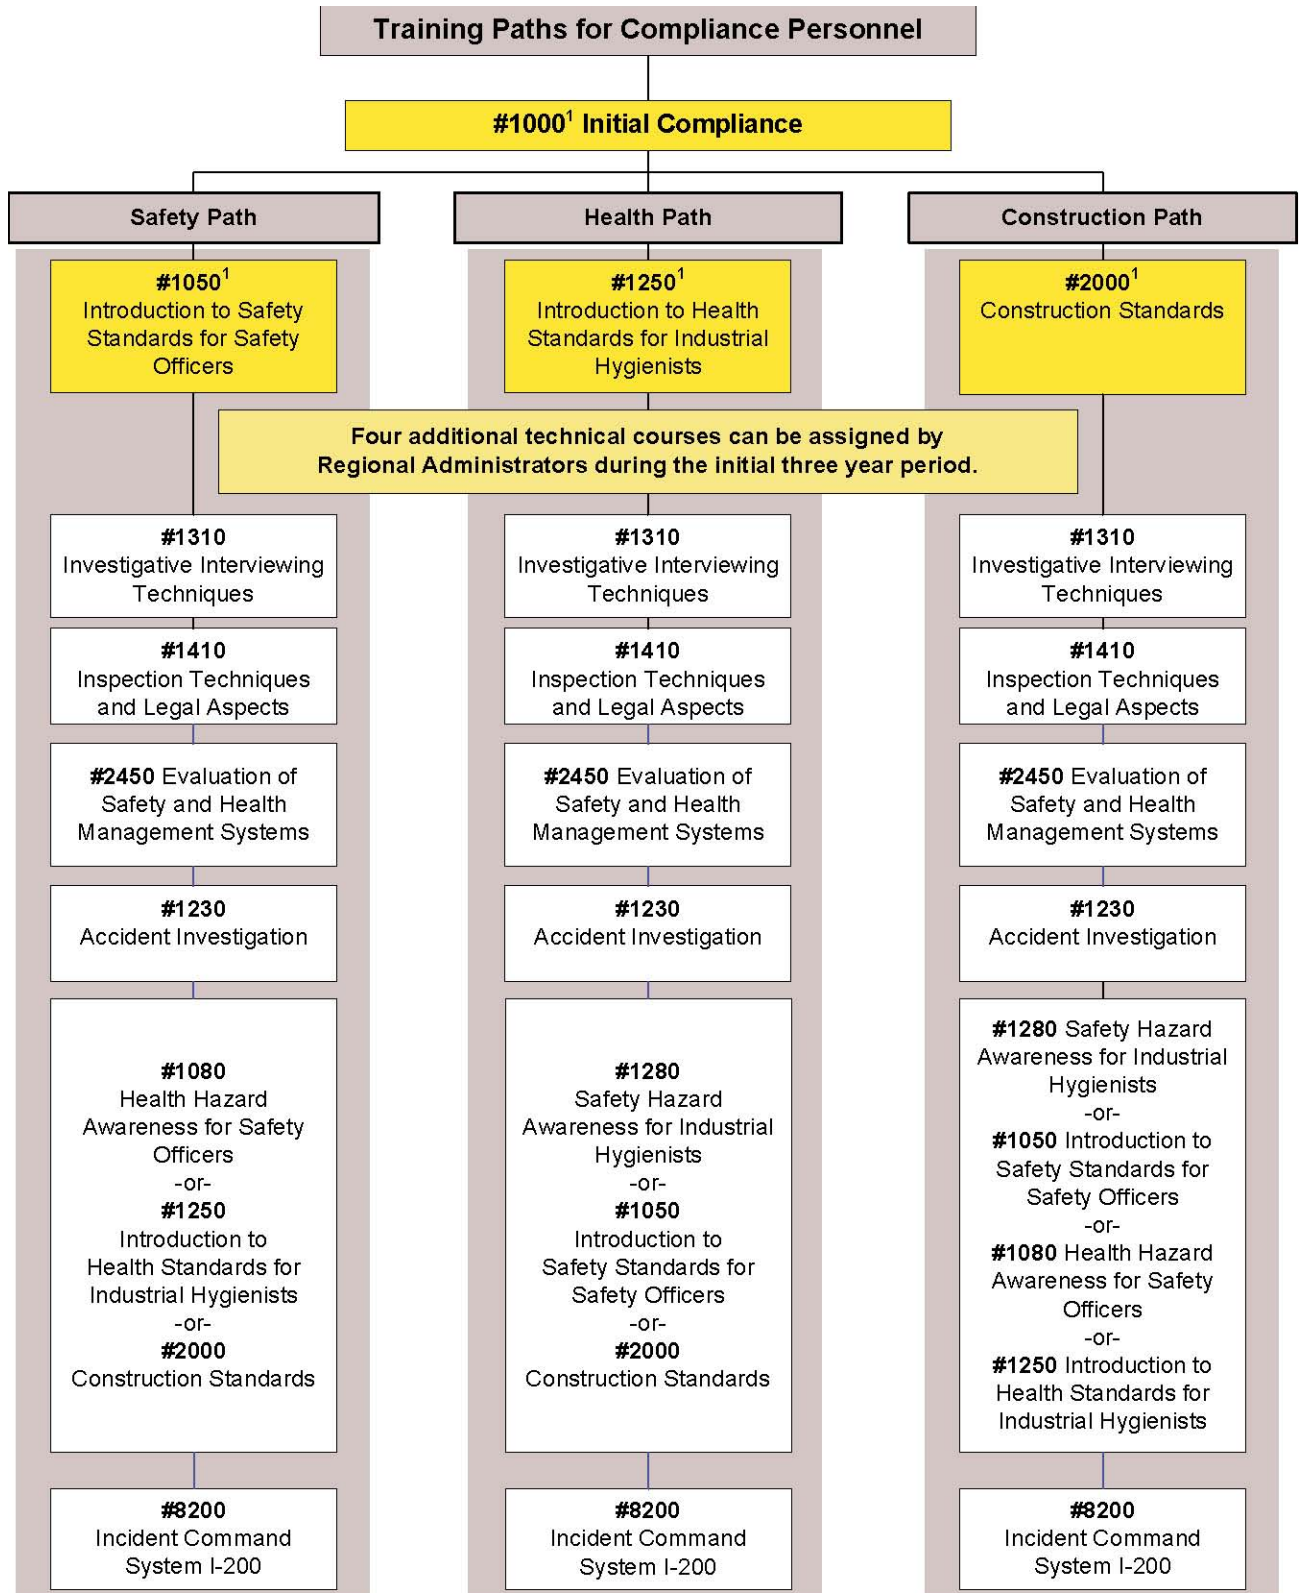 Training Paths for Compliance Personnel
#1000¹ Initial Compliance
Safety Path
#1050¹
Introduction to Safety
Standards for Safety
Officers
Health Path
#1250¹
Introduction to Health
Standards for Industrial
Hygienists
Construction Path
#2000¹
Construction Standards
Four additional technical courses can be assigned by
Regional Administrators during the initial three year period.
#1310
Investigative Interviewing
Techniques
#1410
Inspection Techniques
and Legal Aspects
#2450 Evaluation of
Safety and Health
Management Systems
#1230
Accident Investigation
#1080
Health Hazard
Awareness for Safety
Officers
-or-
#1250
Introduction to
Health Standards for
Industrial Hygienists
-or-
#2000
Construction Standards
#8200
Incident Command
System I-200
#1310
Investigative Interviewing
Techniques
#1410
Inspection Techniques
and Legal Aspects
#2450 Evaluation of
Safety and Health
Management Systems
#1230
Accident Investigation
#1280
Safety Hazard
Awareness for Industrial
Hygienists
-or-
#1050
Introduction to
Safety Standards for
Safety Officers
-or-
#2000
Construction Standards
#8200
Incident Command
System I-200
#1310
Investigative Interviewing
Techniques
#1410
Inspection Techniques
and Legal Aspects
#2450 Evaluation of
Safety and Health
Management Systems
#1230
Accident Investigation
#1280 Safety Hazard
Awareness for Industrial
Hygienists
-or-
#1050 Introduction to
Safety Standards for
Safety Officers
-or-
#1080 Health Hazard
Awareness for Safety
Officers
-or-
#1250 Introduction to
Health Standards for
Industrial Hygienists
#8200
Incident Command
System I-200